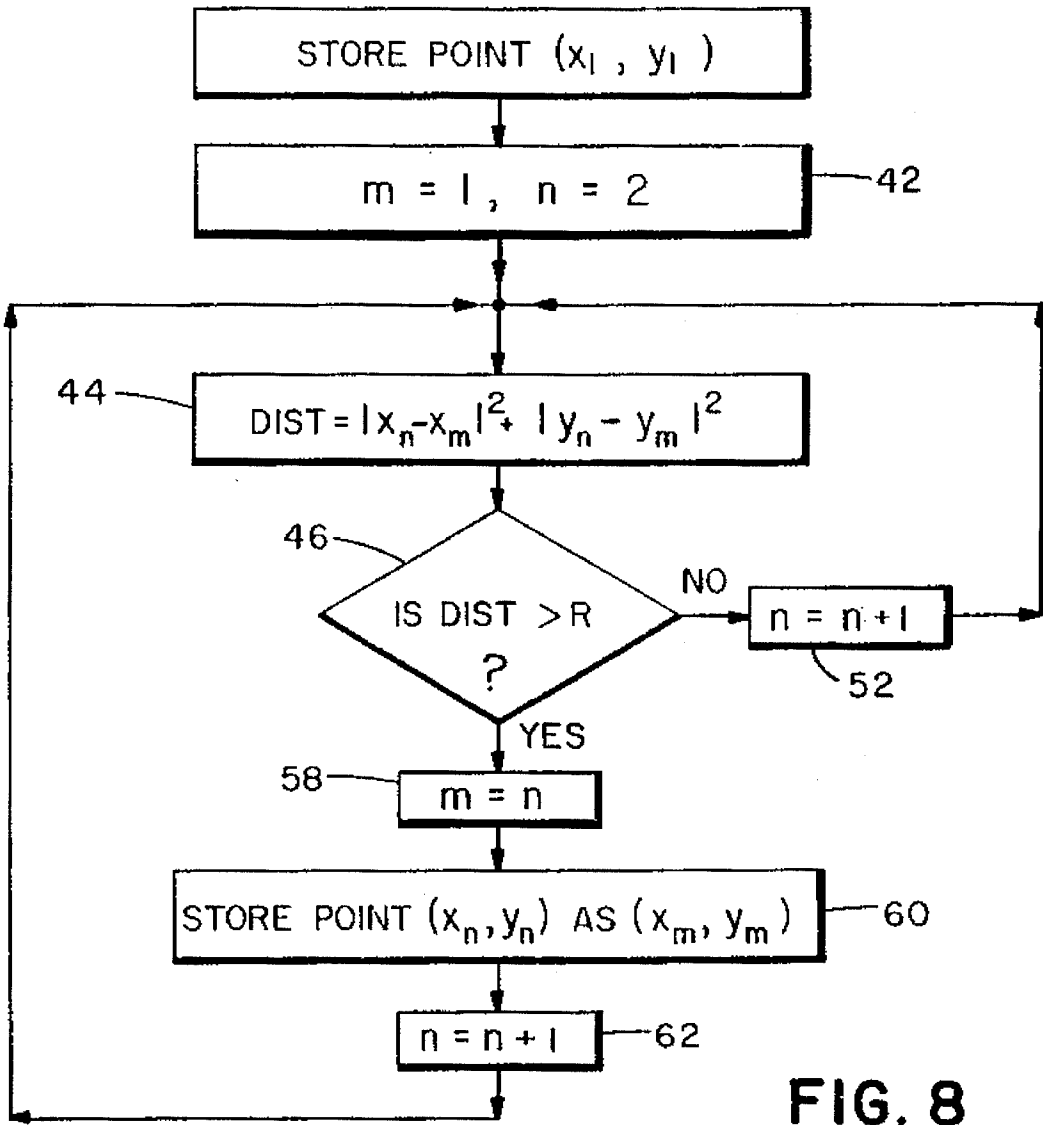 STORE POINT (x₁, y₁)
m = 1, n = 2
42
44
DIST = |xₙ-xₘ|² + |yₙ - yₘ|²
46
IS DIST > R
?
NO
n = n+1
52
YES
58
m = n
STORE POINT (xₙ, yₙ) AS (xₘ, yₘ)
60
n = n+1
62
FIG. 8